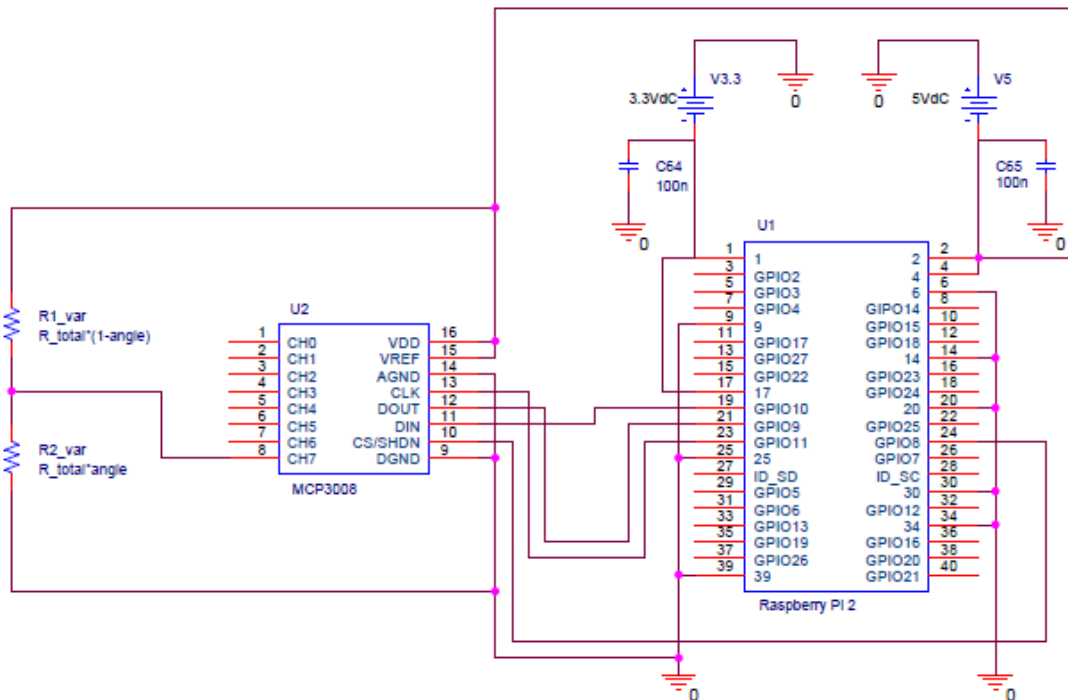 V3.3
3.3VdC
0
V5
5VdC
0
C64
100n
0
C65
100n
0
R1_var
R_total*(1-angle)
R2_var
R_total*angle
U2
1 CH0 VDD 16
2 CH1 VREF 15
3 CH2 AGND 14
4 CH3 CLK 13
5 CH4 DOUT 12
6 CH5 DIN 11
7 CH6 CS/SHDN 10
8 CH7 DGND 9
MCP3008
U1
1 1 2 2
3 GPIO2 4 4
5 GPIO3 6 6
7 GPIO4 GIPO14 8
9 9 GPIO15 10
11 GPIO17 GPIO18 12
13 GPIO27 14 14
15 GPIO22 GPIO23 16
17 17 GPIO24 18
19 GPIO10 20 20
21 GPIO9 GPIO25 22
23 GPIO11 GPIO8 24
25 25 GPIO7 26
27 ID_SD ID_SC 28
29 GPIO5 30 30
31 GPIO6 GPIO12 32
33 GPIO13 34 34
35 GPIO19 GPIO16 36
37 GPIO26 GPIO20 38
39 39 GPIO21 40
Raspberry PI 2
0
0